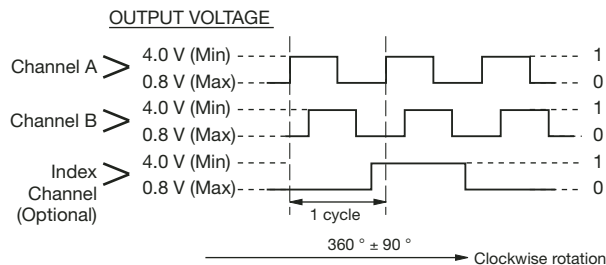 OUTPUT VOLTAGE
Channel A > 4.0 V (Min) 1
0.8 V (Max) 0
Channel B > 4.0 V (Min) 1
0.8 V (Max) 0
Index
Channel
(Optional) > 4.0 V (Min) 1
0.8 V (Max) 0
1 cycle
360 ° ± 90 °
Clockwise rotation